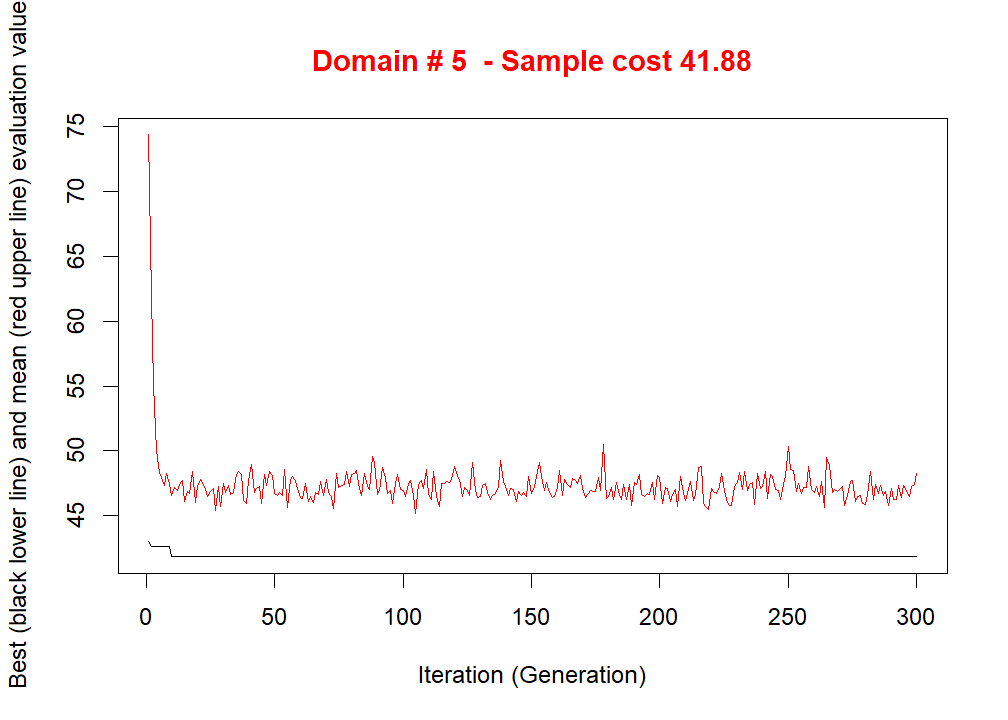 Domain # 5  - Sample cost 41.88
Best (black lower line) and mean (red upper line) evaluation value
75
70
65
60
55
50
45
0 50 100 150 200 250 300
Iteration (Generation)